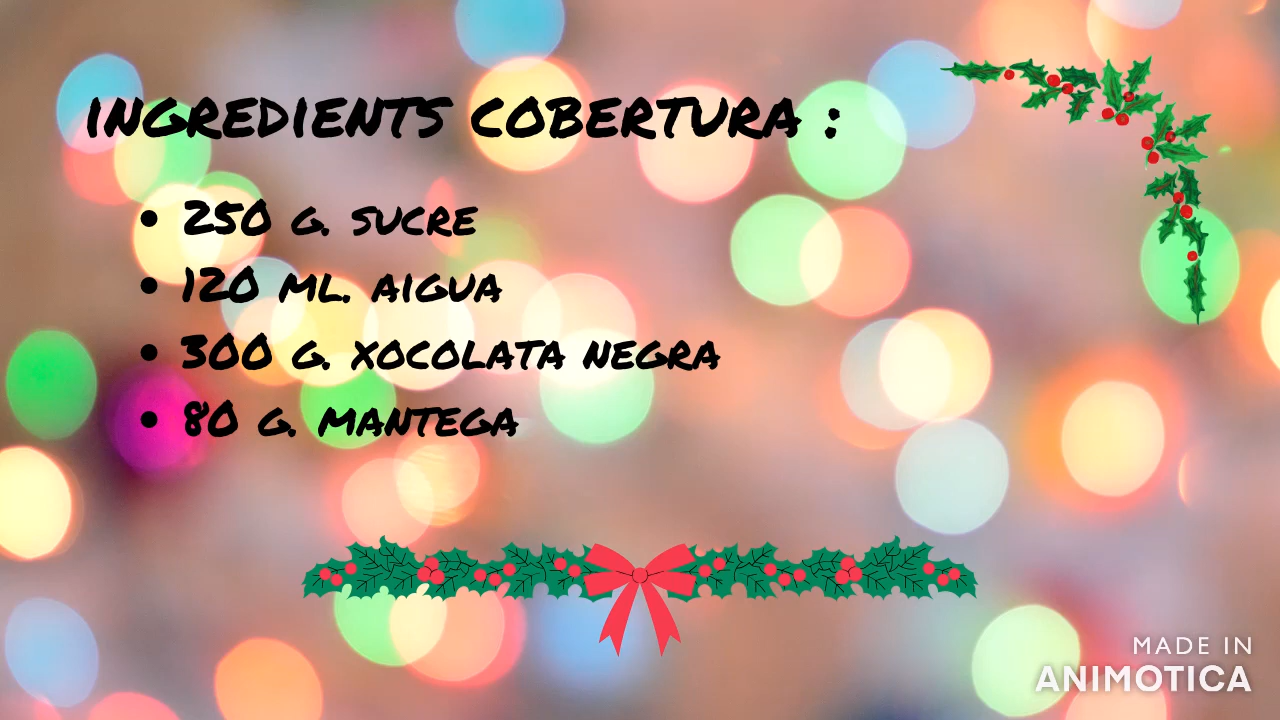 INGREDIENTS COBERTURA :
• 250 G. SUCRE
• 120 ML. AIGUA
• 300 G. XOCOLATA NEGRA
• 80 G. MANTEGA
MADE IN
ANIMOTICA